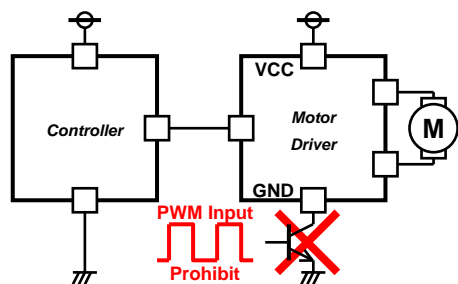 VCC
Controller
Motor
Driver
M
GND
PWM Input
Prohibit